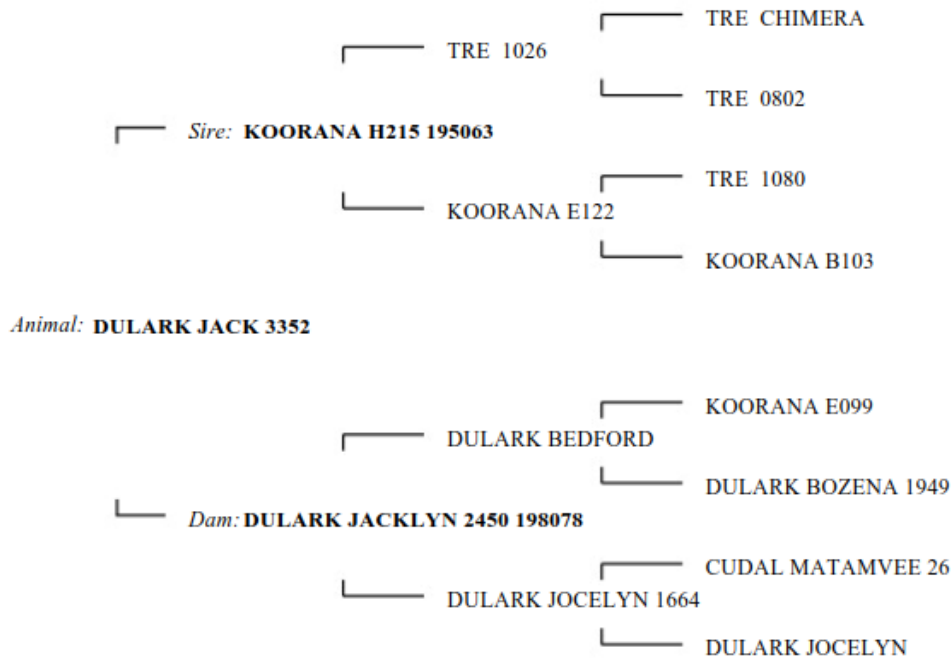 TRE CHIMERA
TRE 1026
TRE 0802
Sire: KOORANA H215 195063
TRE 1080
KOORANA E122
KOORANA B103
Animal: DULARK JACK 3352
KOORANA E099
DULARK BEDFORD
DULARK BOZENA 1949
Dam: DULARK JACKLYN 2450 198078
CUDAL MATAMVEE 26
DULARK JOCELYN 1664
DULARK JOCELYN